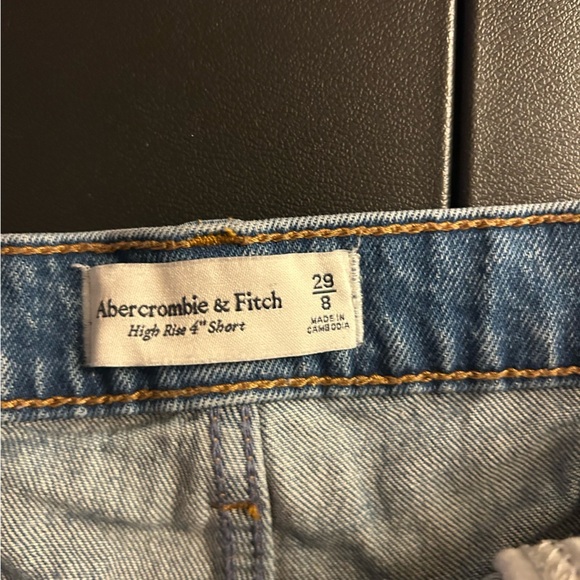 Abercrombie & Fitch
High Rise 4" Short
29
8
MADE IN
CAMBODIA